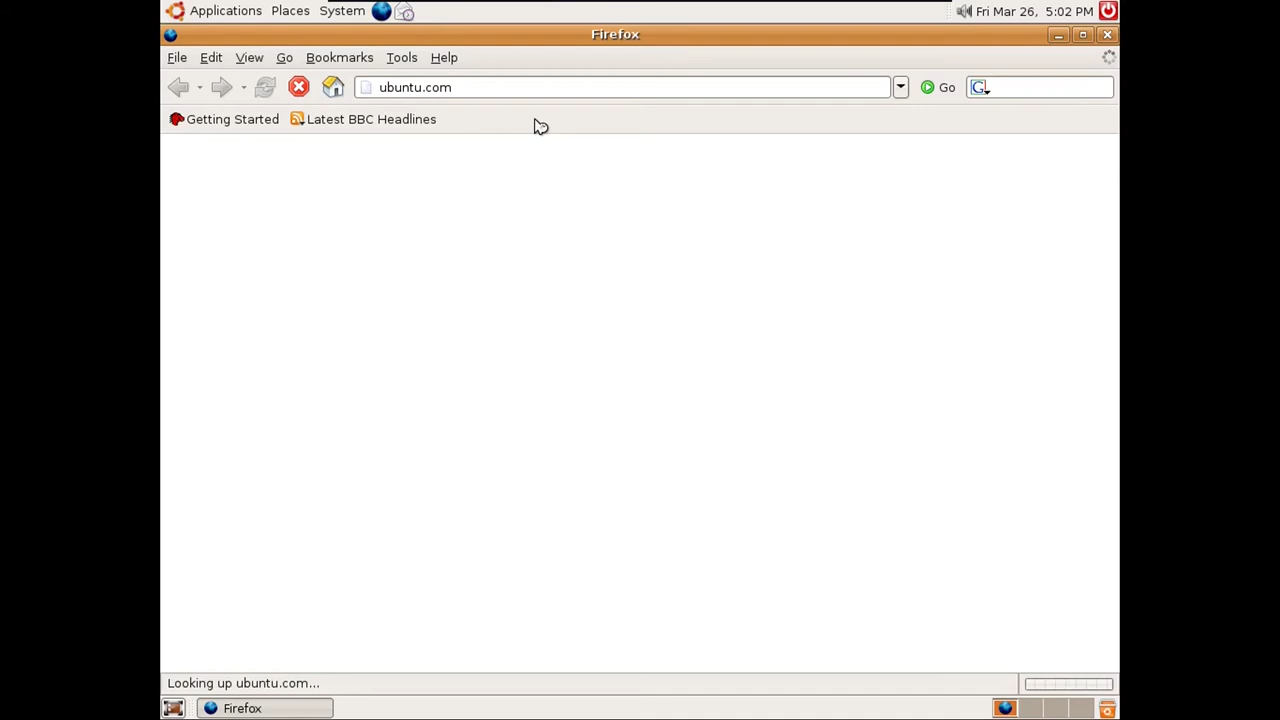 Applications Places System Fri Mar 26, 5:02 PM
Firefox
File Edit View Go Bookmarks Tools Help
ubuntu.com Go G
Getting Started Latest BBC Headlines
Looking up ubuntu.com...
Firefox